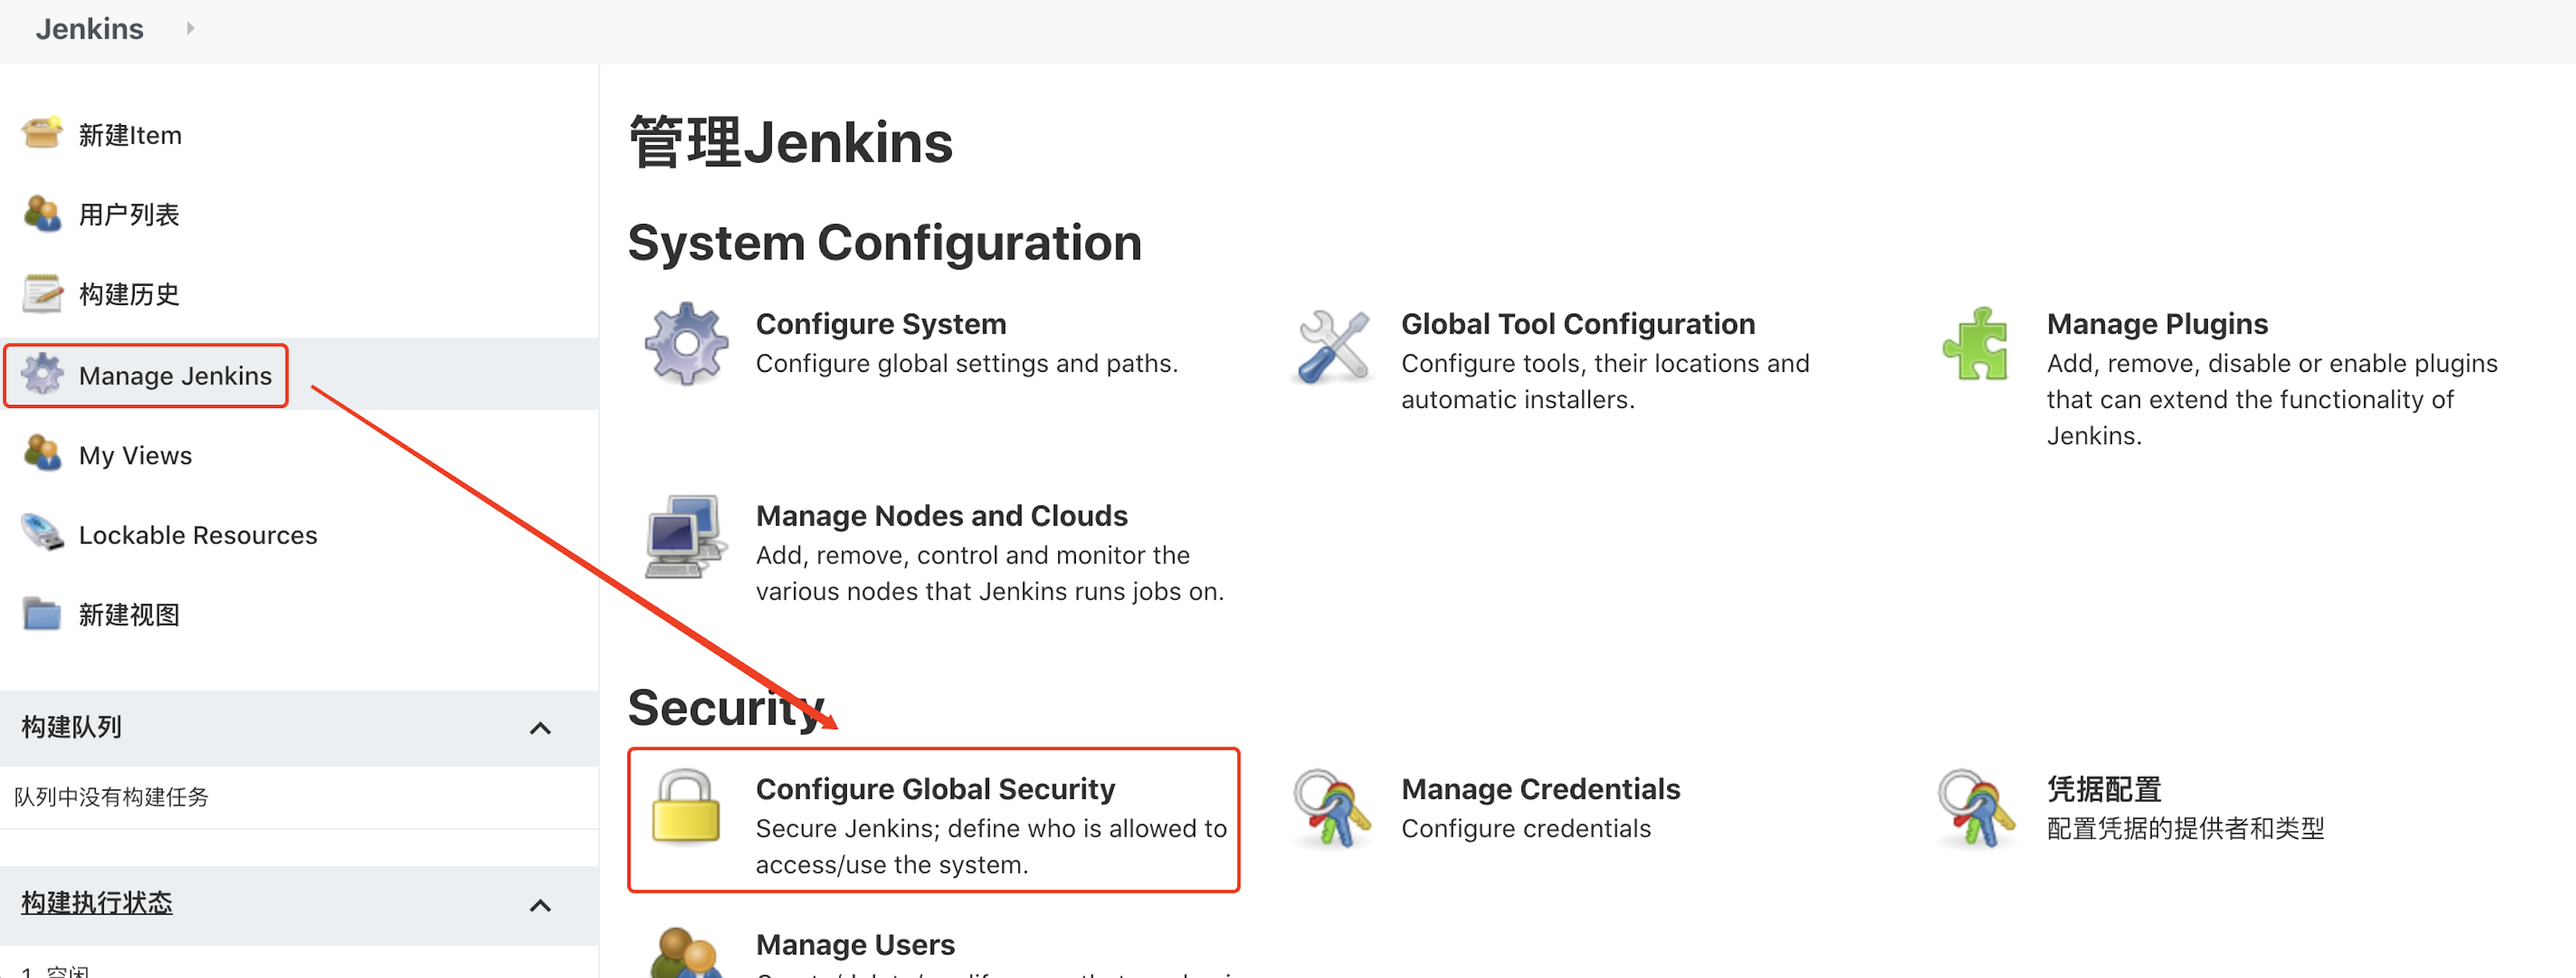 Jenkins
新建Item
用户列表
构建历史
Manage Jenkins
My Views
Lockable Resources
新建视图
构建队列
队列中没有构建任务
构建执行状态
1 空闲
管理Jenkins
System Configuration
Configure System
Configure global settings and paths.
Global Tool Configuration
Configure tools, their locations and
automatic installers.
Manage Plugins
Add, remove, disable or enable plugins
that can extend the functionality of
Jenkins.
Manage Nodes and Clouds
Add, remove, control and monitor the
various nodes that Jenkins runs jobs on.
Security
Configure Global Security
Secure Jenkins; define who is allowed to
access/use the system.
Manage Credentials
Configure credentials
凭据配置
配置凭据的提供者和类型
Manage Users